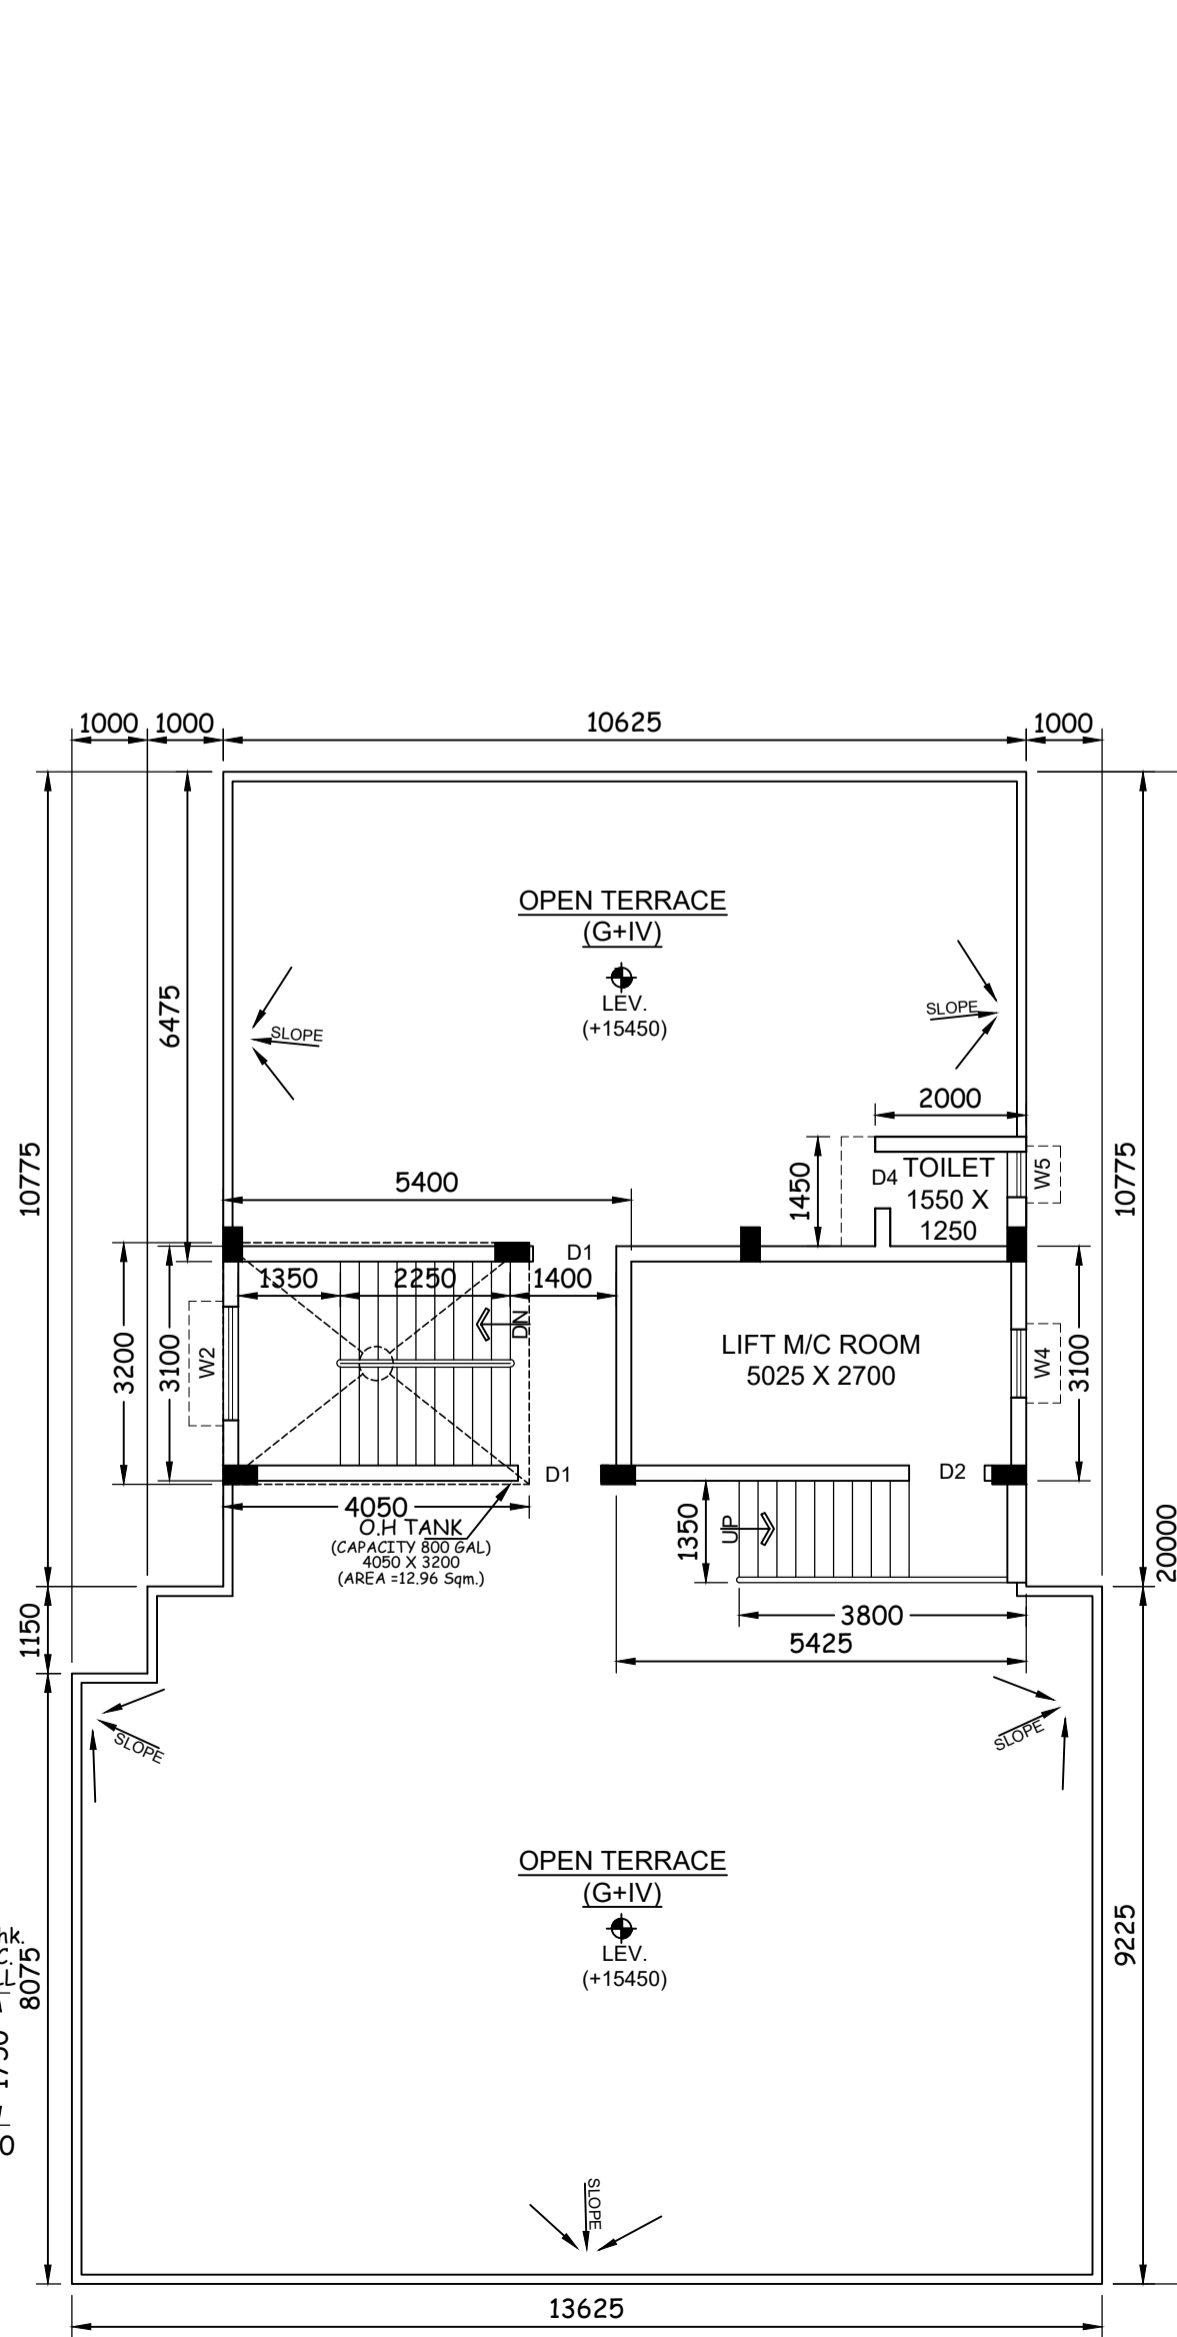 1000 1000 10625 1000
OPEN TERRACE
(G+IV)
LEV.
(+15450)
SLOPE
SLOPE
6475
10775
10775
2000
1450
D4
TOILET
1550 X
1250
W5
5400
D1
1350 2250 1400
DN
3200
3100
W2
LIFT M/C ROOM
5025 X 2700
W4
3100
D1
D2
4050
O.H TANK
(CAPACITY 800 GAL)
4050 X 3200
(AREA =12.96 Sqm.)
1350
UP
3800
5425
20000
1150
SLOPE
SLOPE
OPEN TERRACE
(G+IV)
LEV.
(+15450)
8075
9225
hk.
C.
SLOPE
13625